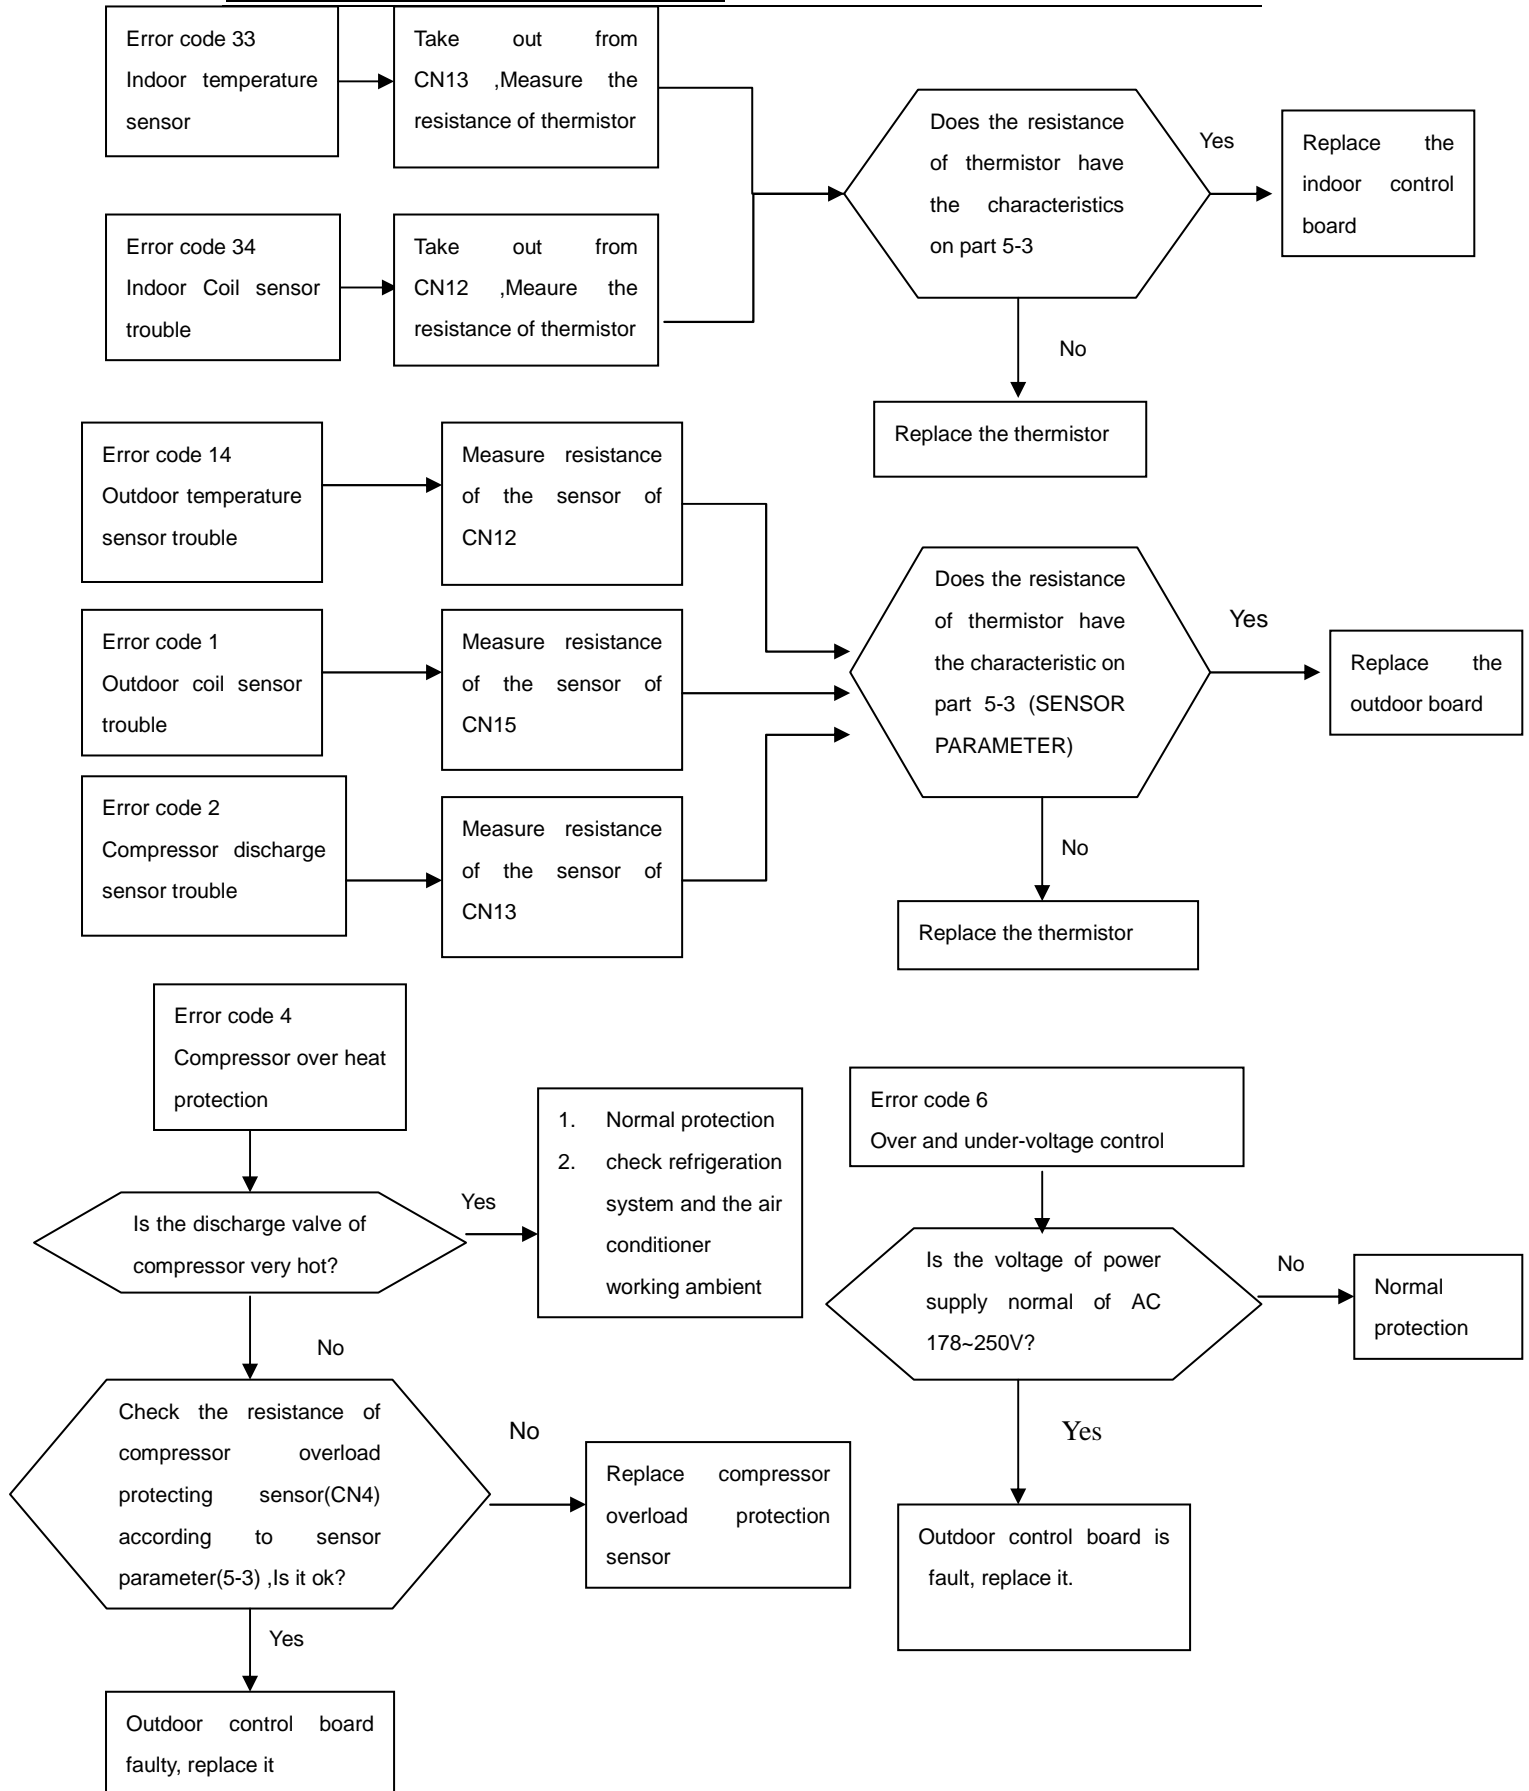 Error code 33
Indoor temperature
sensor
Take out from
CN13 ,Measure the
resistance of thermistor
Does the resistance
of thermistor have
the characteristics
on part 5-3
Yes
Replace the
indoor control
board
Error code 34
Indoor Coil sensor
trouble
Take out from
CN12 ,Meaure the
resistance of thermistor
No
Replace the thermistor
Error code 14
Outdoor temperature
sensor trouble
Measure resistance
of the sensor of
CN12
Error code 1
Outdoor coil sensor
trouble
Measure resistance
of the sensor of
CN15
Does the resistance
of thermistor have
the characteristic on
part 5-3 (SENSOR
PARAMETER)
Yes
Replace the
outdoor board
Error code 2
Compressor discharge
sensor trouble
Measure resistance
of the sensor of
CN13
No
Replace the thermistor
Error code 4
Compressor over heat
protection
Is the discharge valve of
compressor very hot?
Yes
1. Normal protection
2. check refrigeration
system and the air
conditioner
working ambient
No
Check the resistance of
compressor overload
protecting sensor(CN4)
according to sensor
parameter(5-3) ,Is it ok?
No
Replace compressor
overload protection
sensor
Yes
Outdoor control board
faulty, replace it
Error code 6
Over and under-voltage control
Is the voltage of power
supply normal of AC
178~250V?
No
Normal
protection
Yes
Outdoor control board is
fault, replace it.